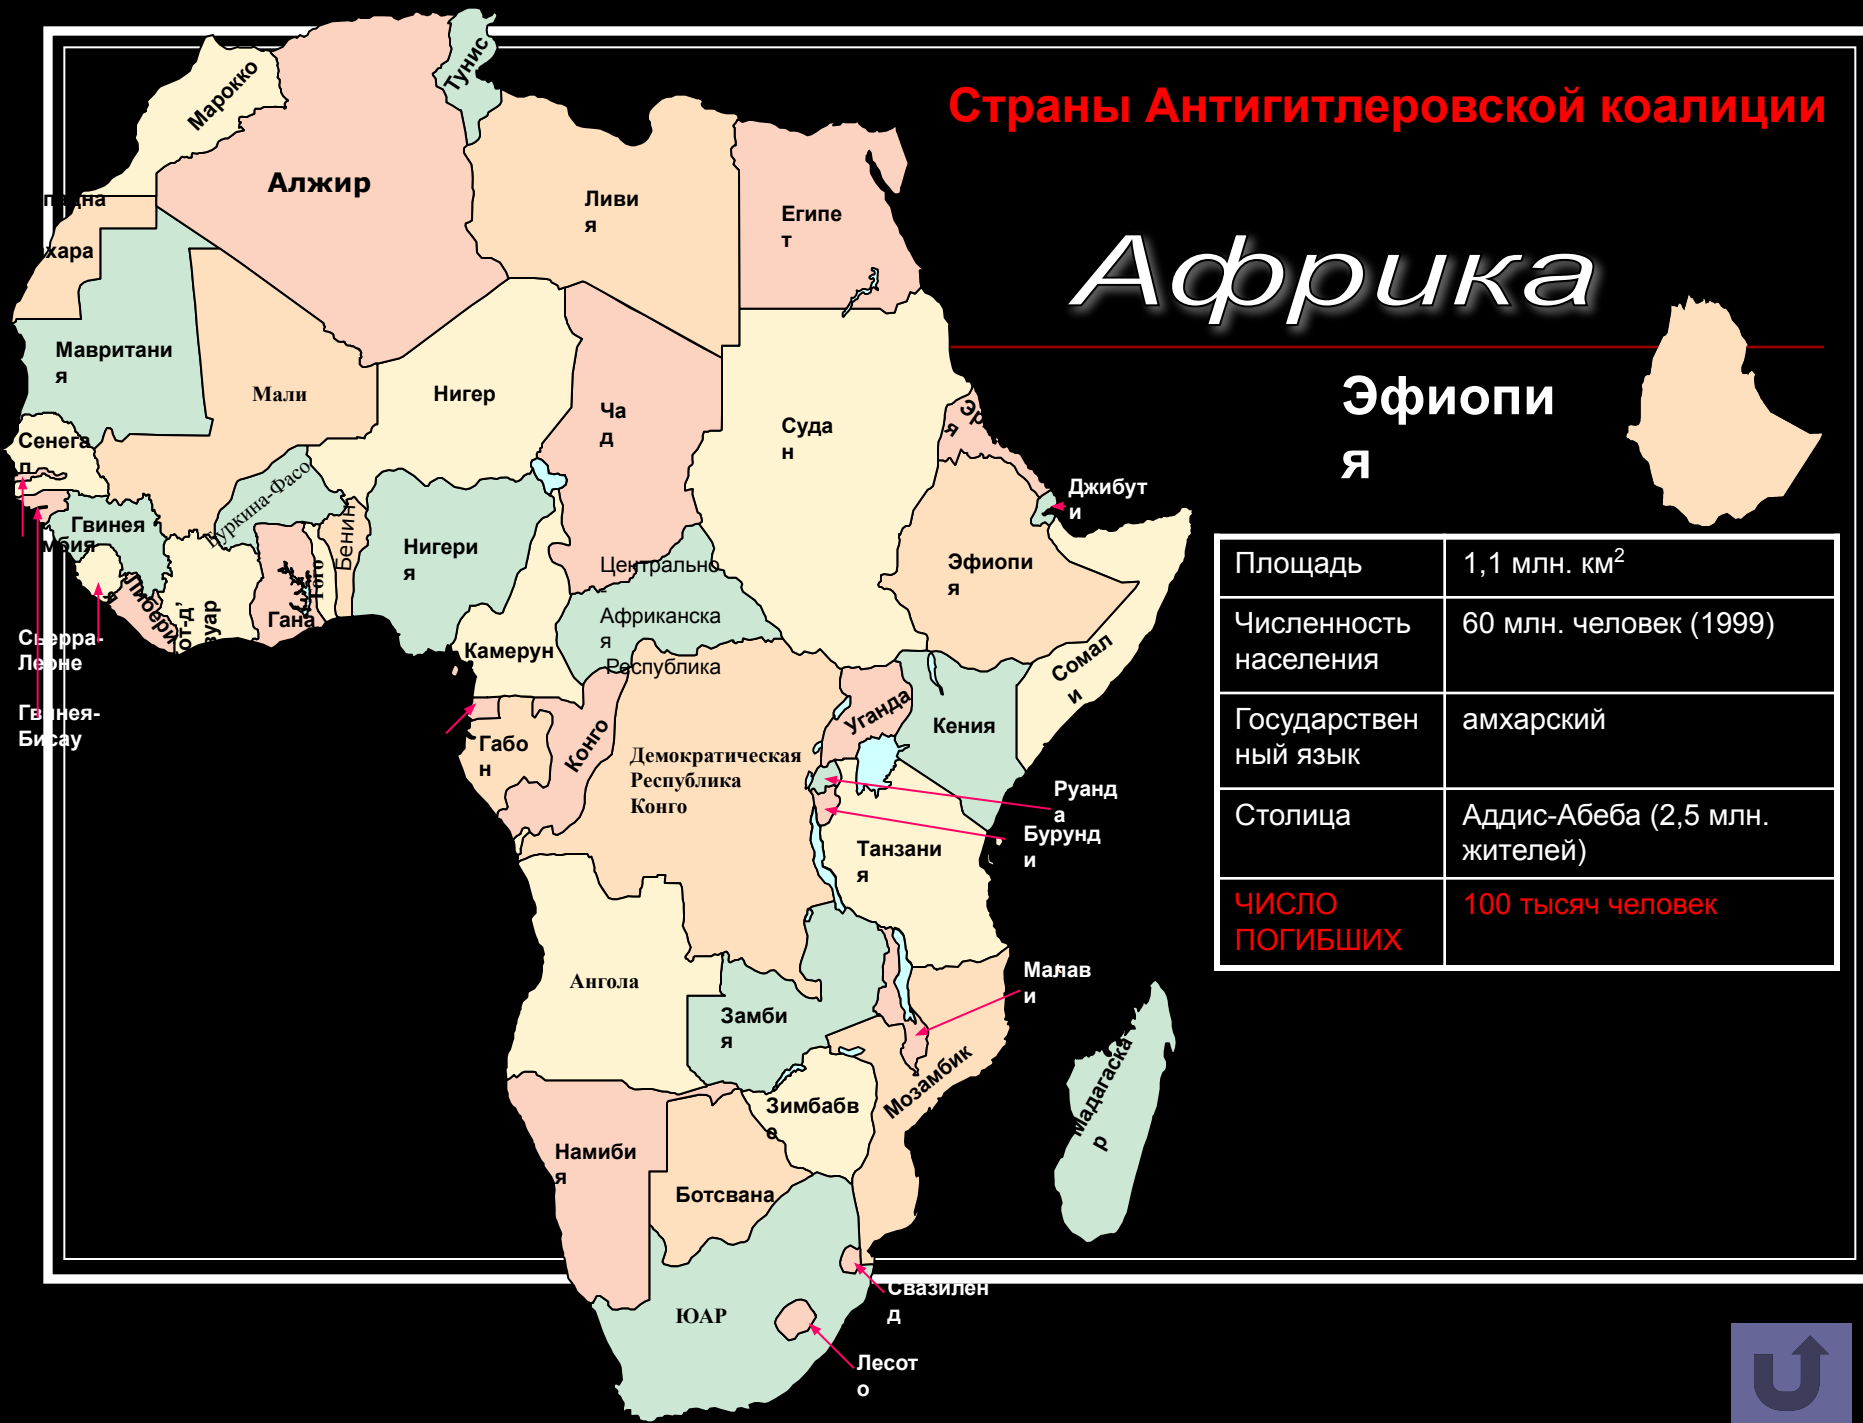 Страны Антигитлеровской коалиции
Африка
Эфиопи
я
Площадь
1,1 млн. км²
Численность
населения
60 млн. человек (1999)
Государствен
ный язык
амхарский
Столица
Аддис-Абеба (2,5 млн.
жителей)
ЧИСЛО
ПОГИБШИХ
100 тысяч человек
Тунис
Марокко
Алжир
Ливи
я
Египе
т
хара
Мавритани
я
Мали
Нигер
Ча
д
Суда
н
Сенега
л
Буркина-Фасо
Гвинея
мбия
Бенин
Того
Гана
Нигери
я
Центрально
-
Африканска
я
Республика
Эфиопи
я
Джибут
и
Сомал
и
Либери
я
Сьерра-
Леоне
Гвинея-
Бисау
Камерун
Габо
н
Конго
Демократическая
Республика
Конго
Уганда
Кения
Руанд
а
Бурунд
и
Танзани
я
Ангола
Замби
я
Малав
и
Мозамбик
Зимбабв
е
Мадагаска
р
Намиби
я
Ботсвана
ЮАР
Свазилен
д
Лесот
о